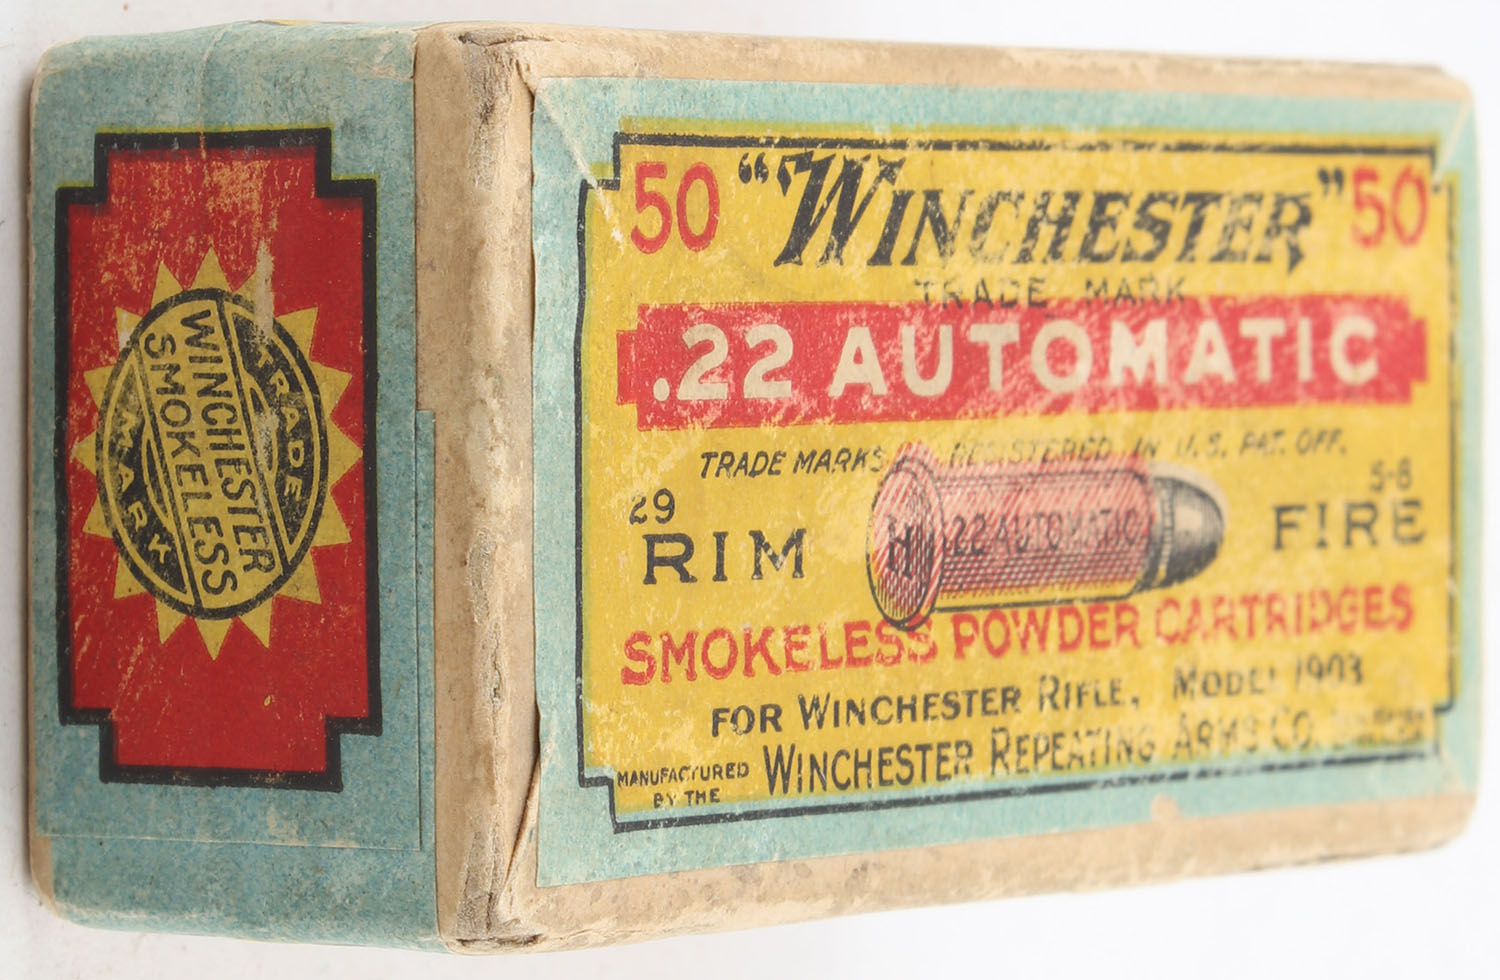 50 "WINCHESTER" 50
TRADE MARK
.22 AUTOMATIC
TRADE MARKS REGISTERED IN U.S. PAT. OFF.
29 5-8
RIM FIRE
H .22 AUTOMATIC
SMOKELESS POWDER CARTRIDGES
FOR WINCHESTER RIFLE, MODEL 1903
MANUFACTURED BY THE WINCHESTER REPEATING ARMS CO.
TRADE
WINCHESTER
SMOKELESS
MARK